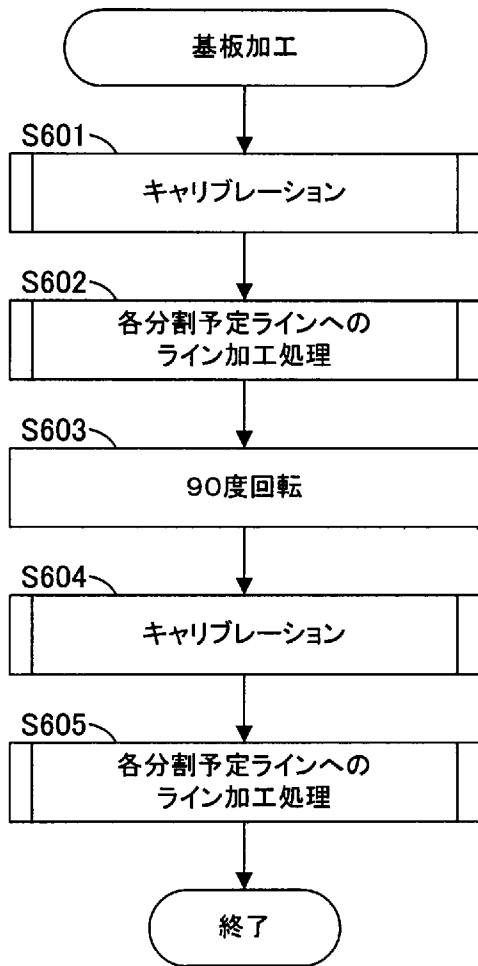 基板加工
S601
キャリブレーション
S602
各分割予定ラインへの
ライン加工処理
S603
９０度回転
S604
キャリブレーション
S605
各分割予定ラインへの
ライン加工処理
終了